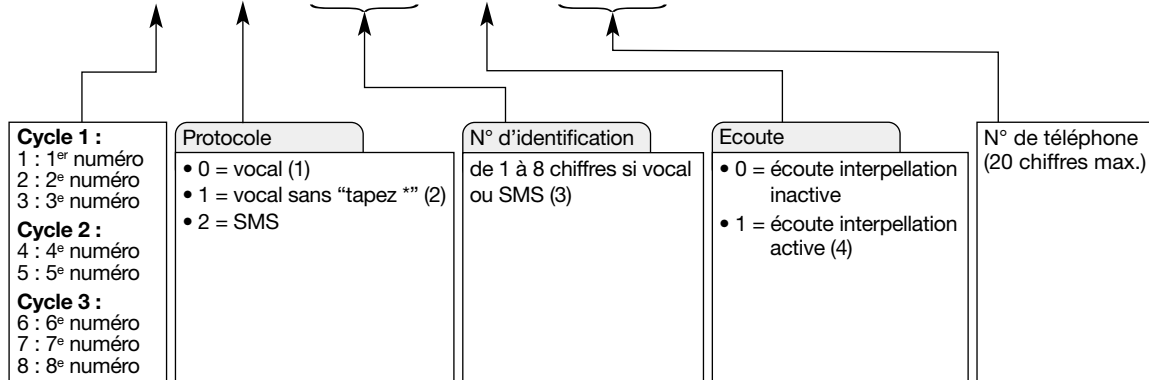 Cycle 1 :
1 : 1er numéro
2 : 2e numéro
3 : 3e numéro
Cycle 2 :
4 : 4e numéro
5 : 5e numéro
Cycle 3 :
6 : 6e numéro
7 : 7e numéro
8 : 8e numéro
Protocole
• 0 = vocal (1)
• 1 = vocal sans “tapez *” (2)
• 2 = SMS
N° d’identification
de 1 à 8 chiffres si vocal
ou SMS (3)
Ecoute
• 0 = écoute interpellation
inactive
• 1 = écoute interpellation
active (4)
N° de téléphone
(20 chiffres max.)